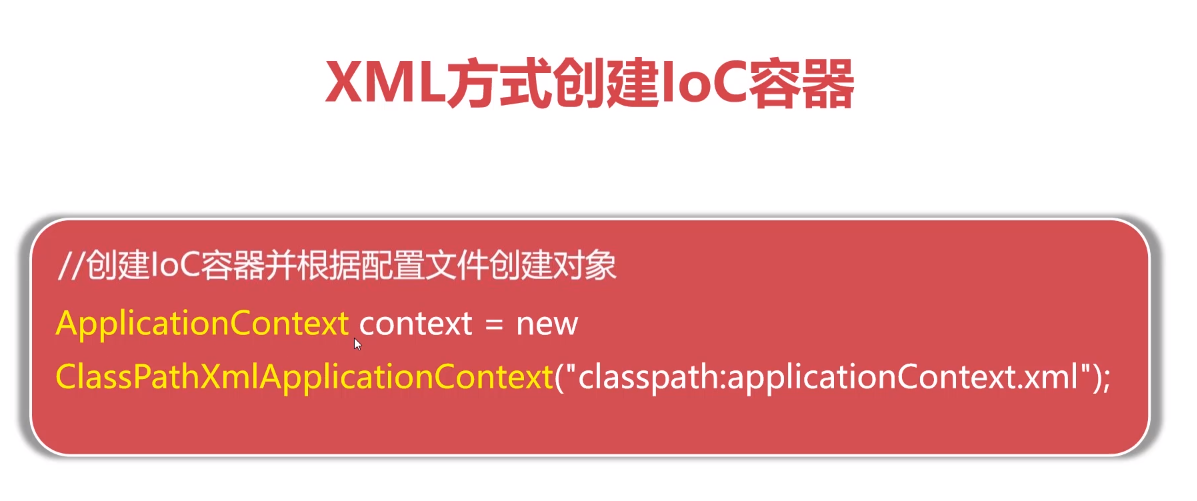 XML方式创建IoC容器
//创建IoC容器并根据配置文件创建对象
ApplicationContext context = new
ClassPathXmlApplicationContext("classpath:applicationContext.xml");